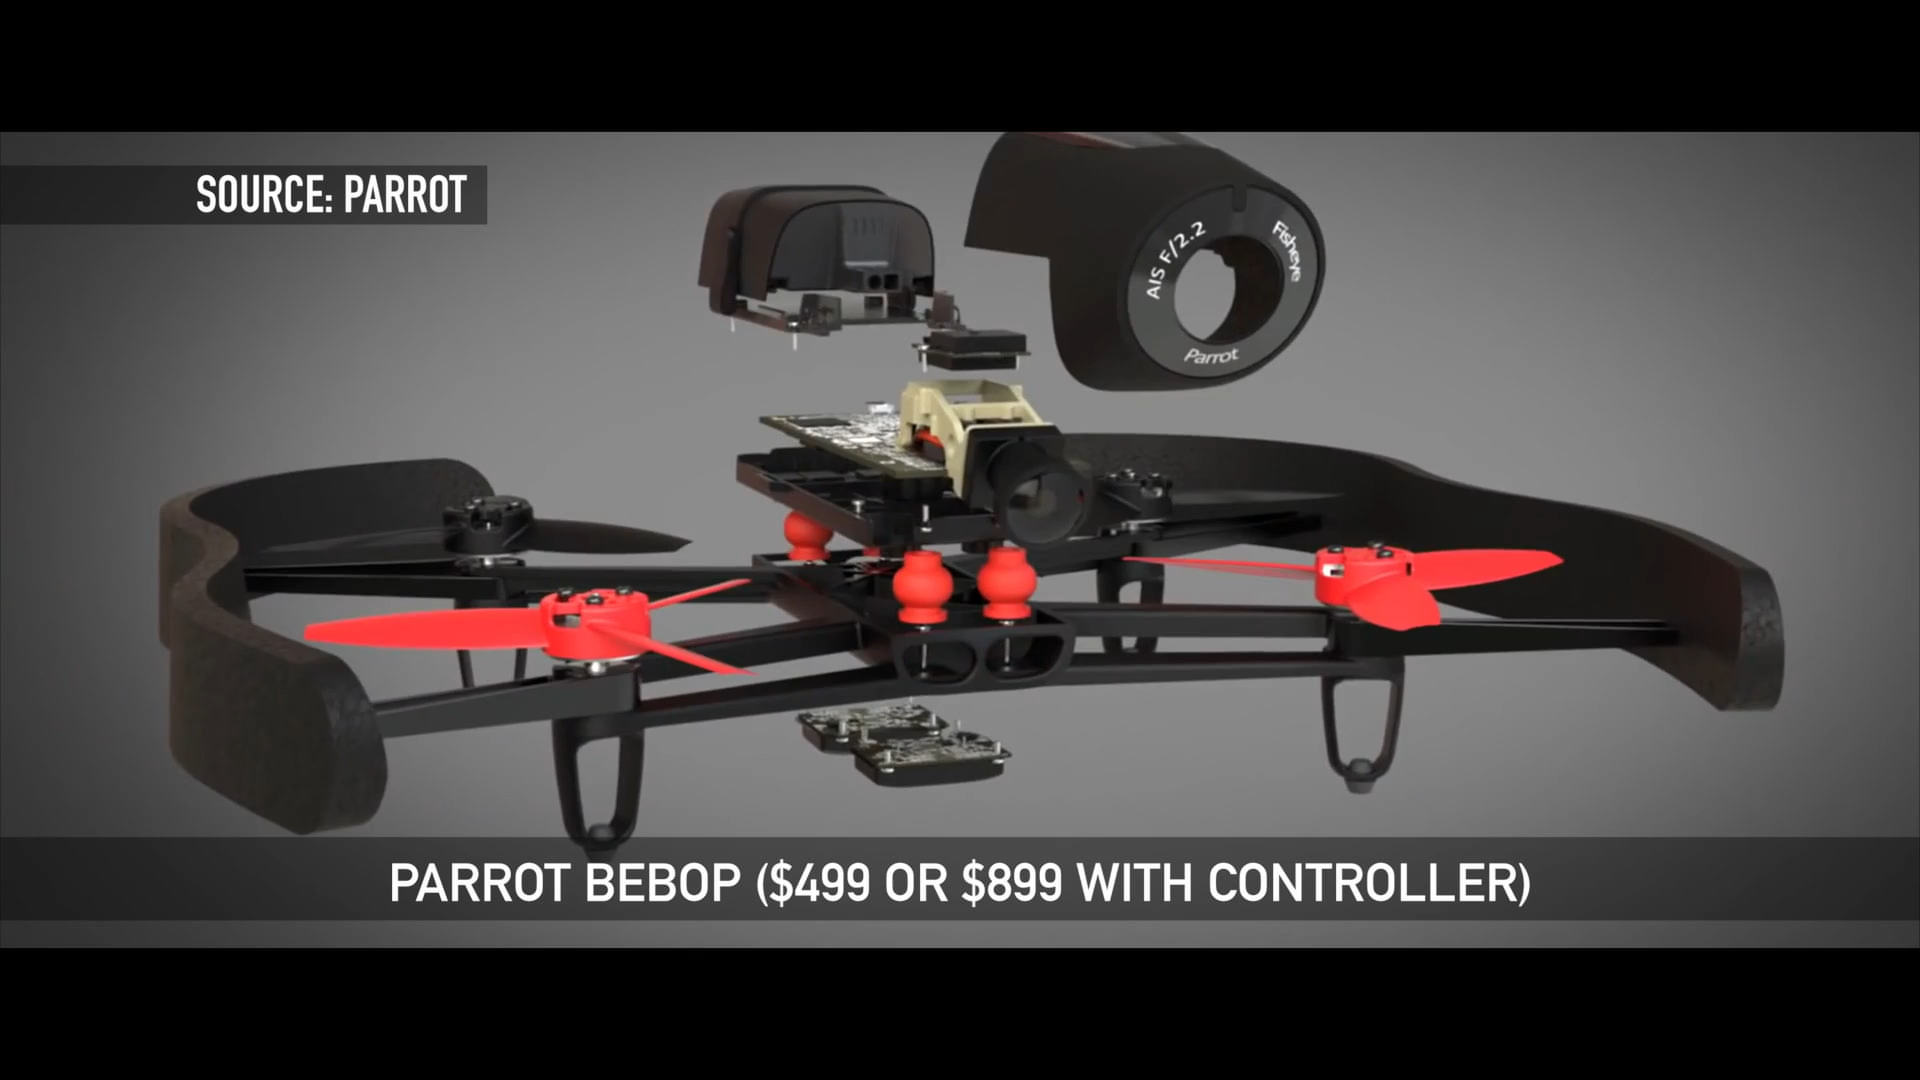 SOURCE: PARROT
AIS F/2.2
Fisheye
Parrot
PARROT BEBOP ($499 OR $899 WITH CONTROLLER)